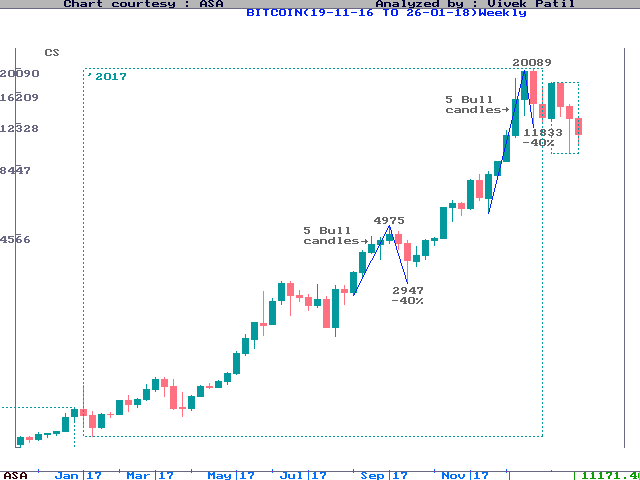 Chart courtesy : ASA Analyzed by : Vivek Patil
BITCOIN(19-11-16 TO 26-01-18)Weekly
CS
20089
20090
2017
16209
5 Bull
candles→
12328
11833
-40%
8447
4975
5 Bull
candles→
4566
2947
-40%
ASA Jan 17 Mar 17 May 17 Jul 17 Sep 17 Nov 17